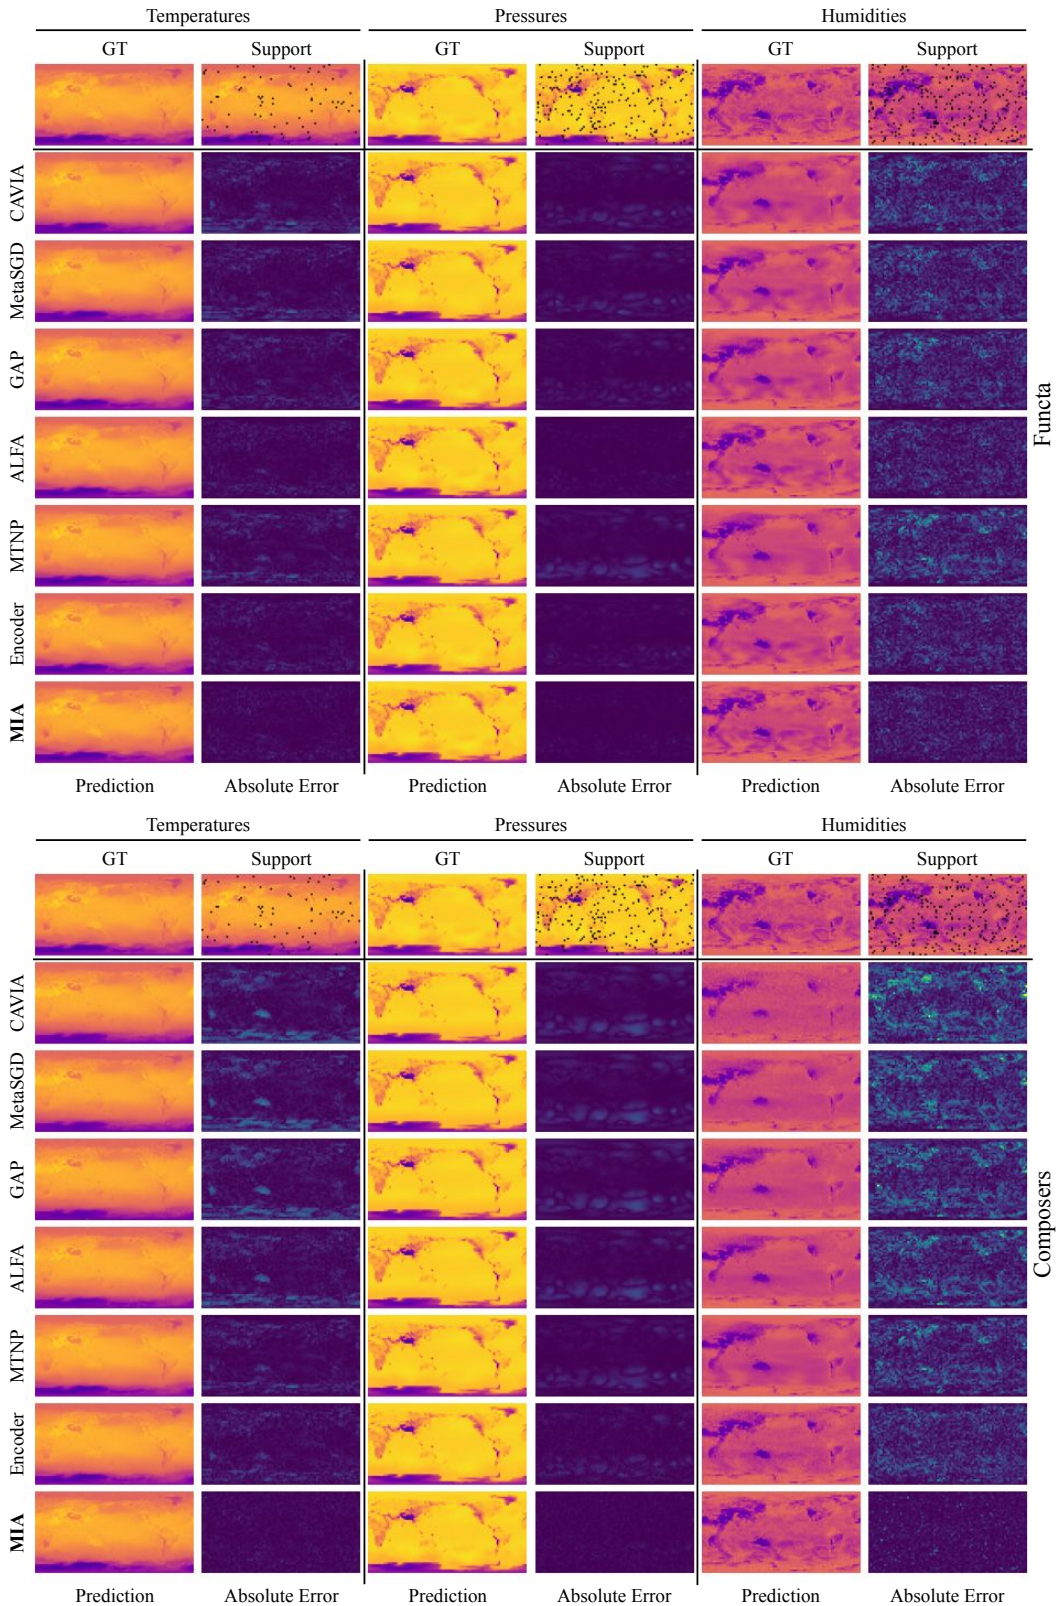 Temperatures Pressures Humidities
GT Support GT Support GT Support
CAVIA
MetaSGD
GAP
ALFA
MTNP
Encoder
MIA
Functa
Prediction Absolute Error Prediction Absolute Error Prediction Absolute Error
Temperatures Pressures Humidities
GT Support GT Support GT Support
CAVIA
MetaSGD
GAP
ALFA
MTNP
Encoder
MIA
Composers
Prediction Absolute Error Prediction Absolute Error Prediction Absolute Error